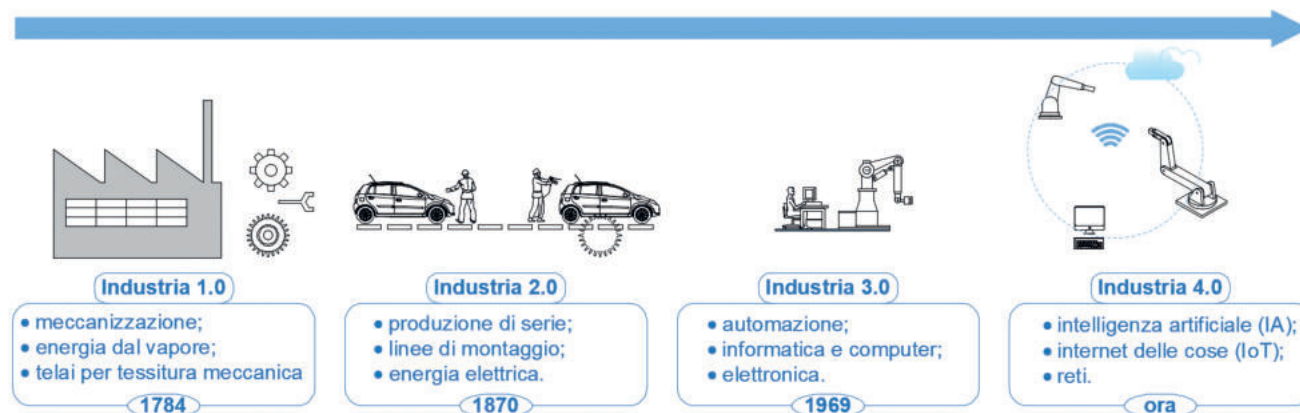 Industria 1.0
• meccanizzazione;
• energia dal vapore;
• telai per tessitura meccanica
1784
Industria 2.0
• produzione di serie;
• linee di montaggio;
• energia elettrica.
1870
Industria 3.0
• automazione;
• informatica e computer;
• elettronica.
1969
Industria 4.0
• intelligenza artificiale (IA);
• internet delle cose (IoT);
• reti.
ora